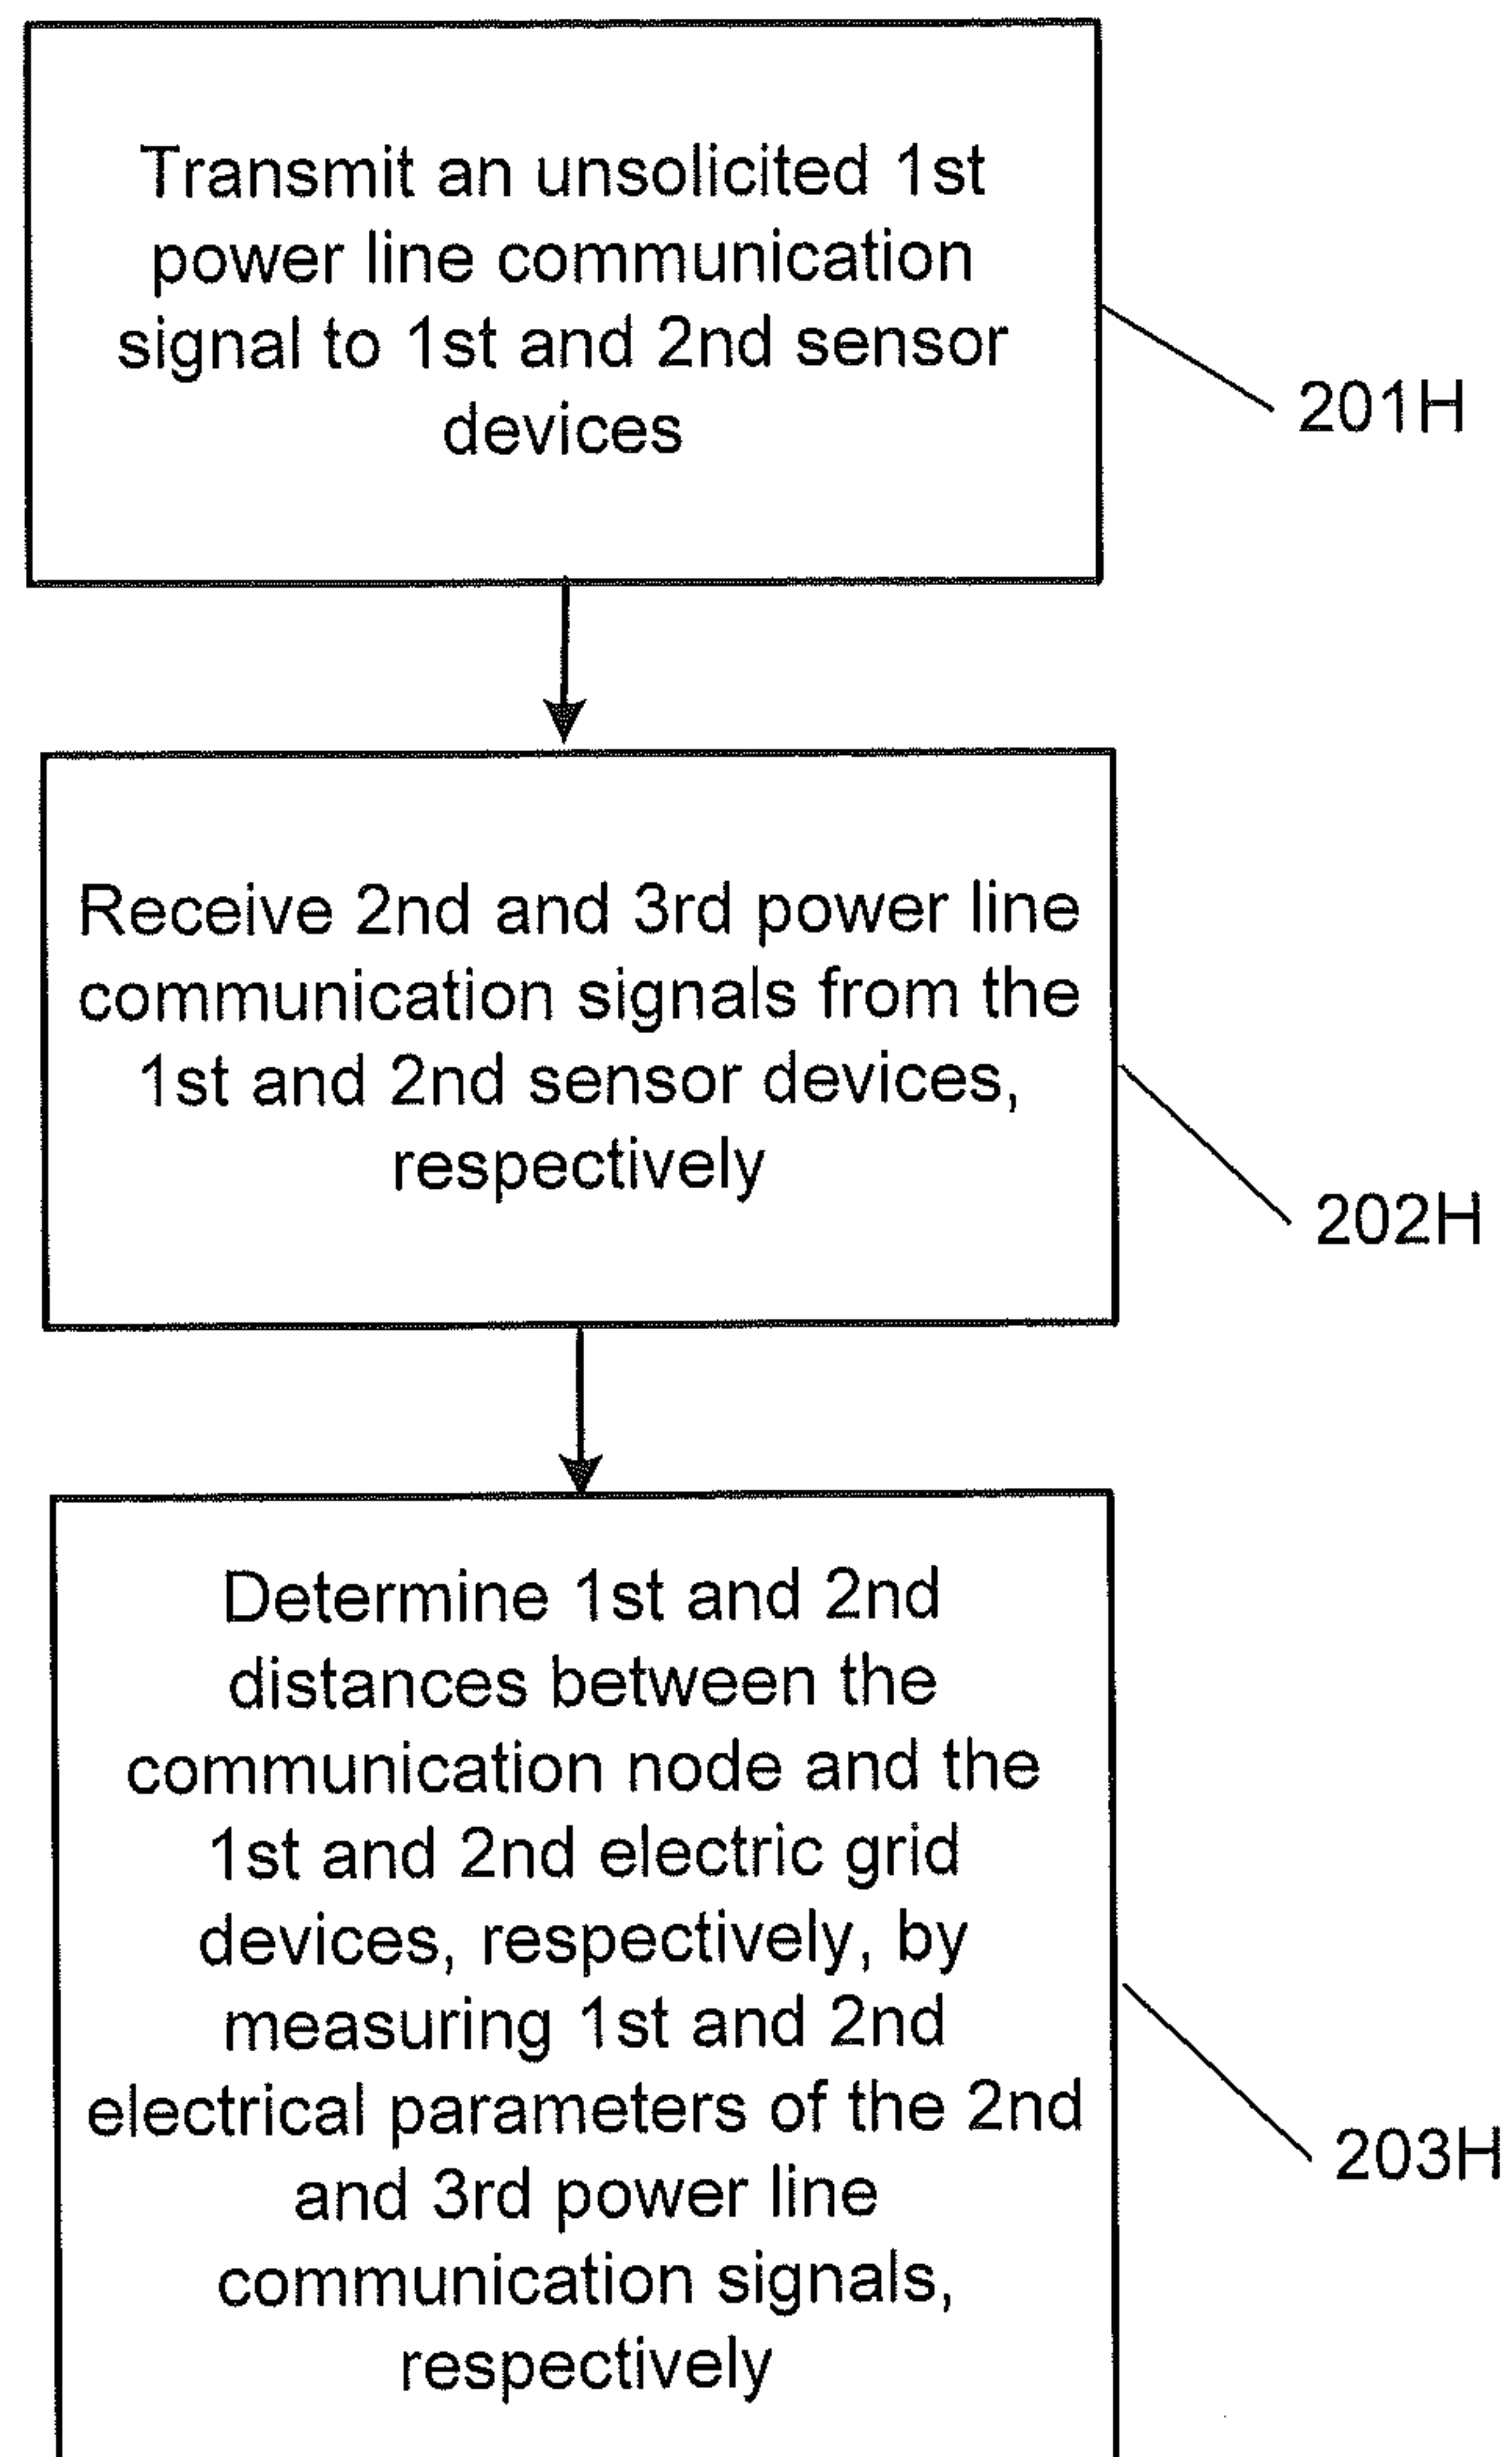 Transmit an unsolicited 1st
power line communication
signal to 1st and 2nd sensor
devices
201H
Receive 2nd and 3rd power line
communication signals from the
1st and 2nd sensor devices,
respectively
202H
Determine 1st and 2nd
distances between the
communication node and the
1st and 2nd electric grid
devices, respectively, by
measuring 1st and 2nd
electrical parameters of the 2nd
and 3rd power line
communication signals,
respectively
203H